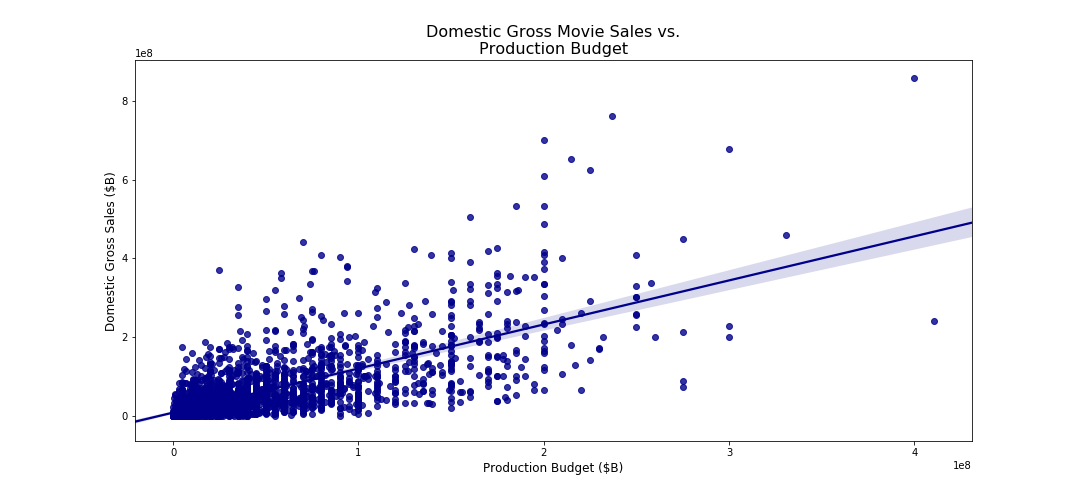 Domestic Gross Movie Sales vs.
Production Budget
1e8
8
6
4
2
0
Domestic Gross Sales ($B)
0 1 2 3 4
1e8
Production Budget ($B)